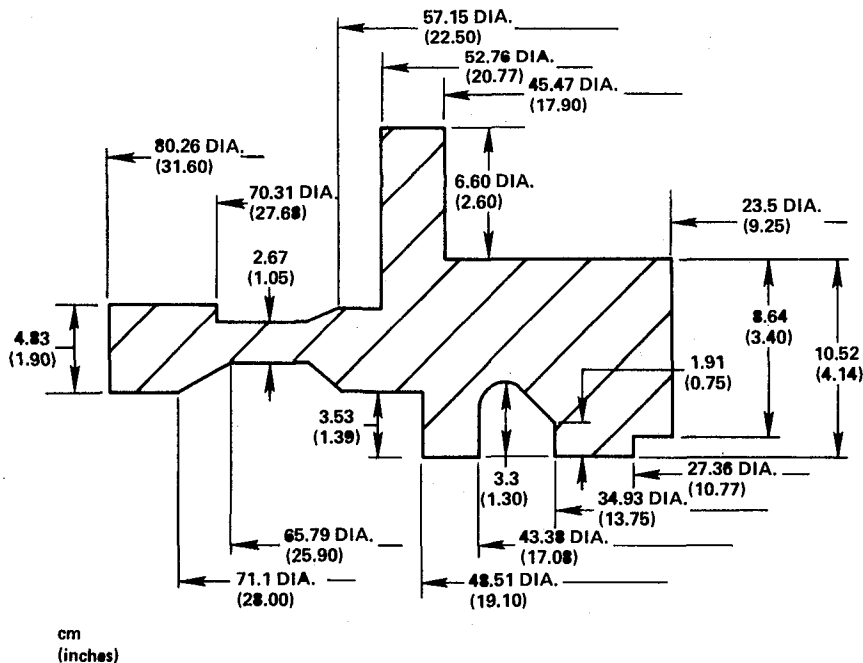 57.15 DIA.
(22.50)
52.76 DIA.
(20.77)
45.47 DIA.
(17.90)
80.26 DIA.
(31.60)
70.31 DIA.
(27.68)
6.60 DIA.
(2.60)
23.5 DIA.
(9.25)
2.67
(1.05)
4.83
(1.90)
8.64
(3.40)
10.52
(4.14)
1.91
(0.75)
3.53
(1.39)
3.3
(1.30)
27.36 DIA.
(10.77)
34.93 DIA.
(13.75)
65.79 DIA.
(25.90)
43.38 DIA.
(17.08)
71.1 DIA.
(28.00)
48.51 DIA.
(19.10)
cm
(inches)